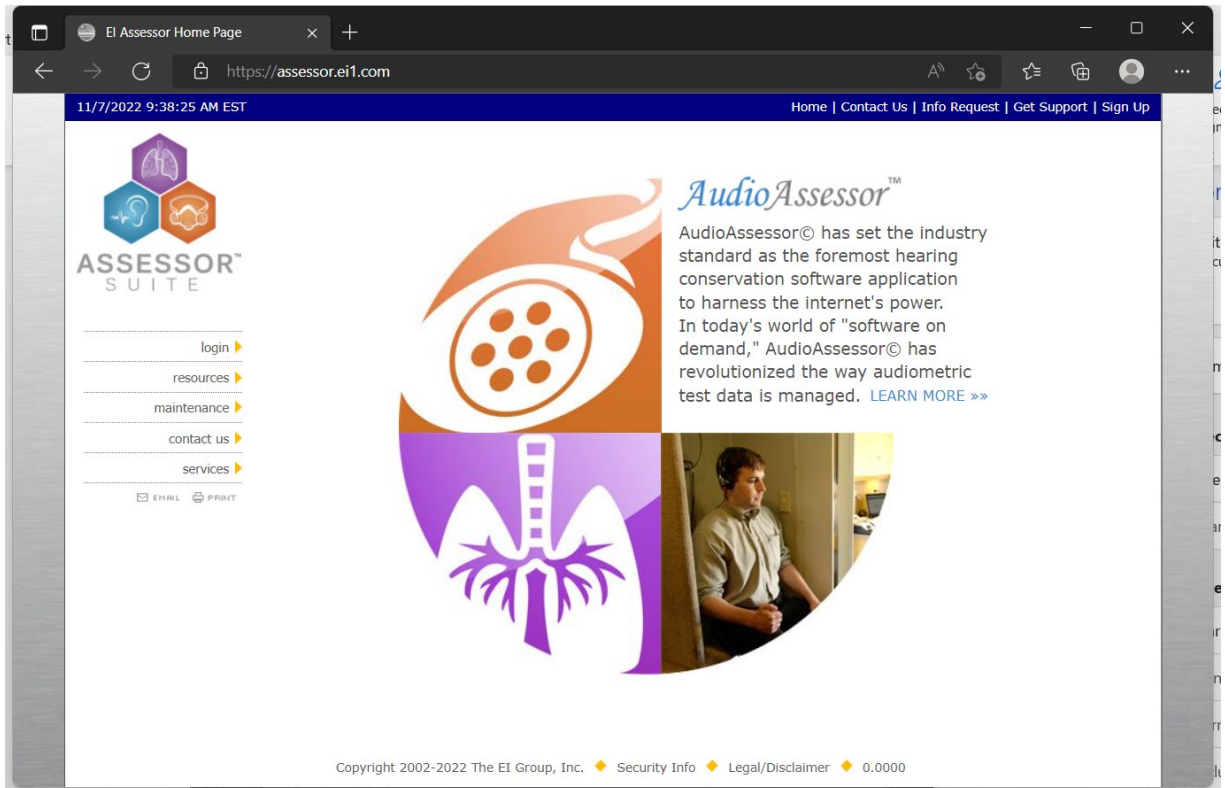 EI Assessor Home Page
https://assessor.ei1.com
11/7/2022 9:38:25 AM EST
Home | Contact Us | Info Request | Get Support | Sign Up
ASSESSOR™
SUITE
login
resources
maintenance
contact us
services
EMAIL PRINT
AudioAssessor™
AudioAssessor© has set the industry
standard as the foremost hearing
conservation software application
to harness the internet's power.
In today's world of "software on
demand," AudioAssessor© has
revolutionized the way audiometric
test data is managed. LEARN MORE »»
Copyright 2002-2022 The EI Group, Inc. ◆ Security Info ◆ Legal/Disclaimer ◆ 0.0000